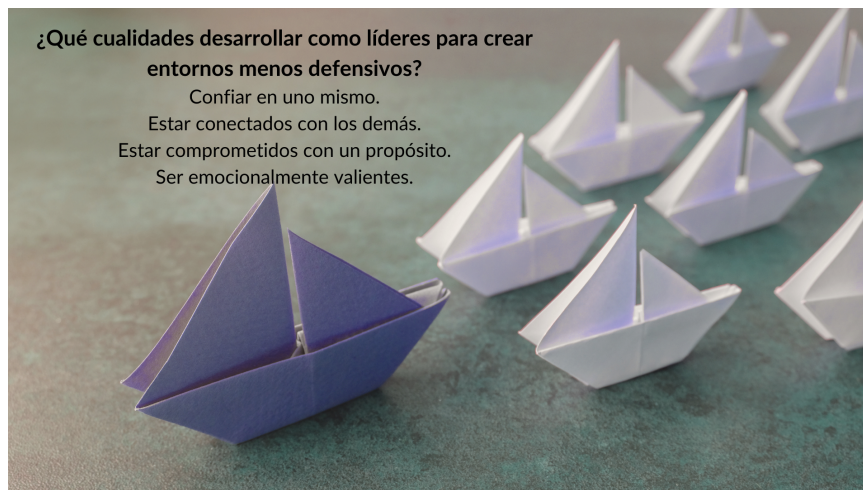 ¿Qué cualidades desarrollar como líderes para crear
entornos menos defensivos?
Confiar en uno mismo.
Estar conectados con los demás.
Estar comprometidos con un propósito.
Ser emocionalmente valientes.